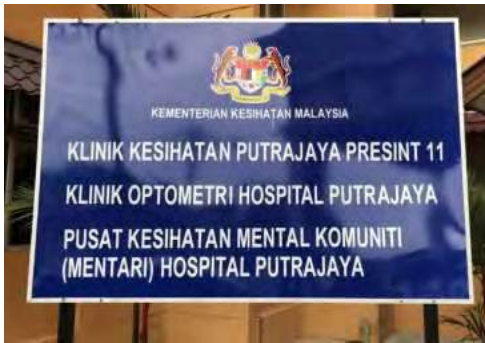 KEMENTERIAN KESIHATAN MALAYSIA
KLINIK KESIHATAN PUTRAJAYA PRESINT 11
KLINIK OPTOMETRI HOSPITAL PUTRAJAYA
PUSAT KESIHATAN MENTAL KOMUNITI
(MENTARI) HOSPITAL PUTRAJAYA